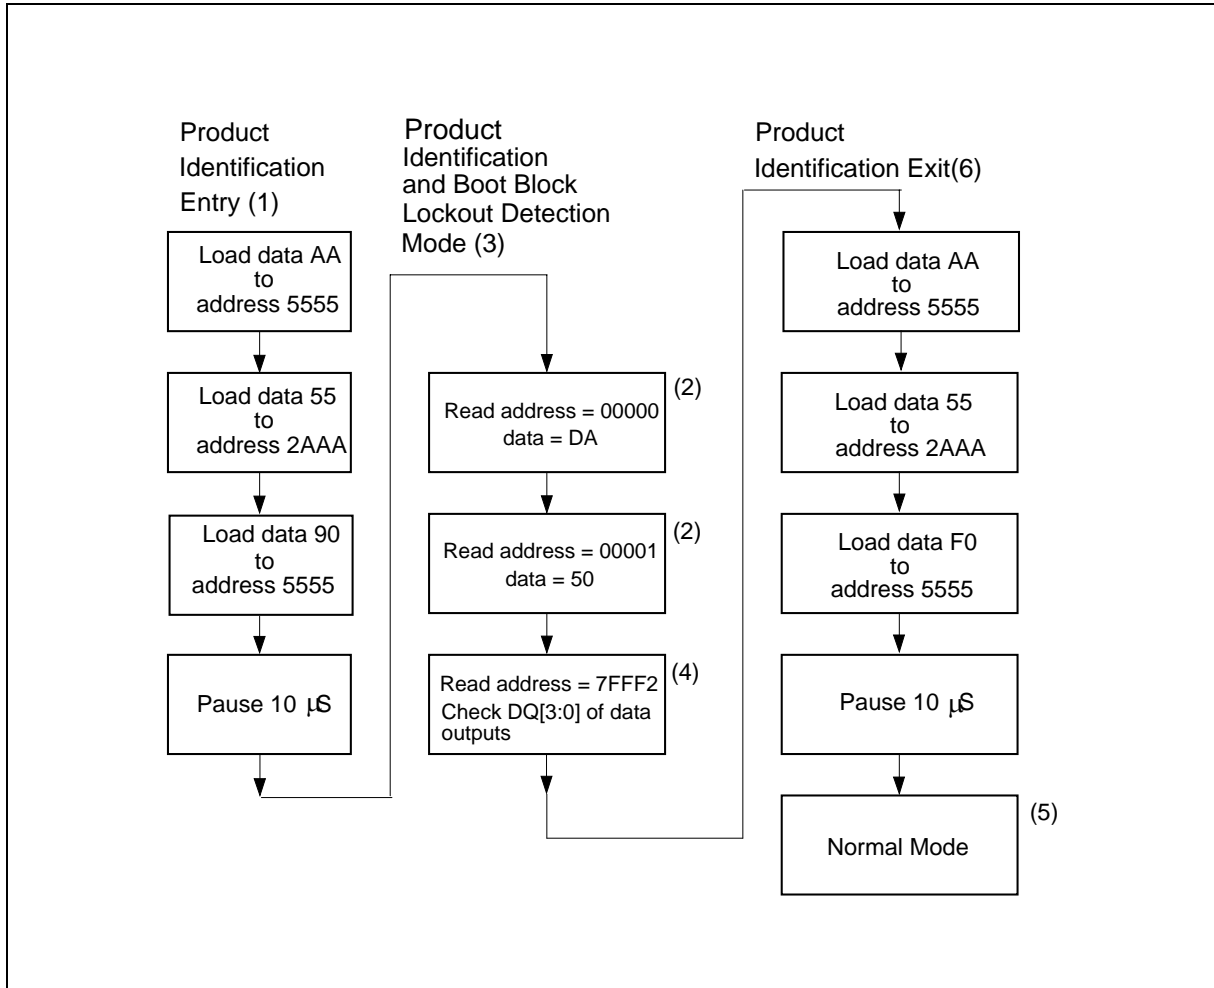 Product
Identification
Entry (1)
Load data AA
to
address 5555
Load data 55
to
address 2AAA
Load data 90
to
address 5555
Pause 10 μS
Product
Identification
and Boot Block
Lockout Detection
Mode (3)
Read address = 00000
data = DA
(2)
Read address = 00001
data = 50
(2)
Read address = 7FFF2
Check DQ[3:0] of data
outputs
(4)
Product
Identification Exit(6)
Load data AA
to
address 5555
Load data 55
to
address 2AAA
Load data F0
to
address 5555
Pause 10 μS
Normal Mode
(5)